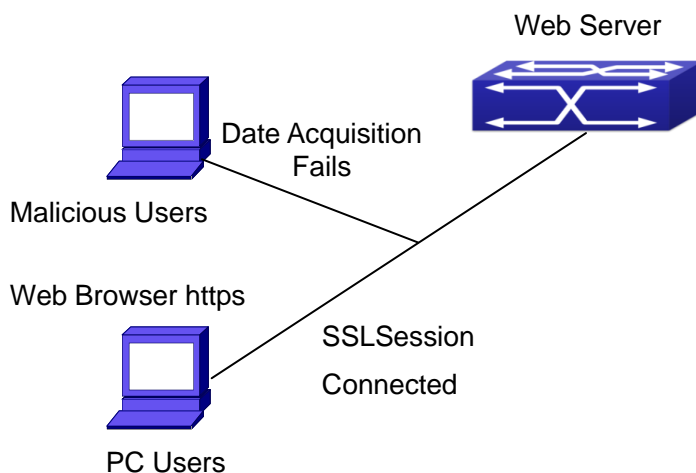 Web Server
Date Acquisition
Fails
Malicious Users
Web Browser https
SSLSession
Connected
PC Users